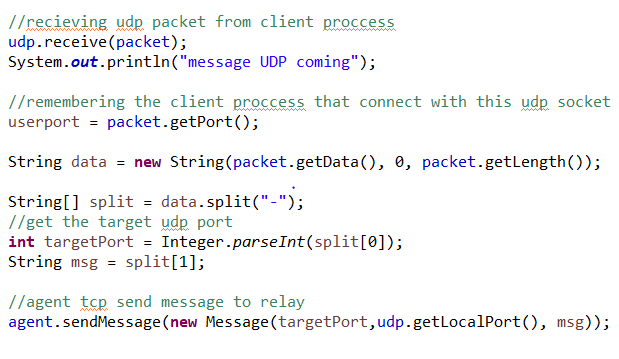 //recieving udp packet from client proccess
udp.receive(packet);
System.out.println("message UDP coming");
//remembering the client proccess that connect with this udp socket
userport = packet.getPort();
String data = new String(packet.getData(), 0, packet.getLength());
String[] split = data.split("-");
//get the target udp port
int targetPort = Integer.parseInt(split[0]);
String msg = split[1];
//agent tcp send message to relay
agent.sendMessage(new Message(targetPort,udp.getLocalPort(), msg));